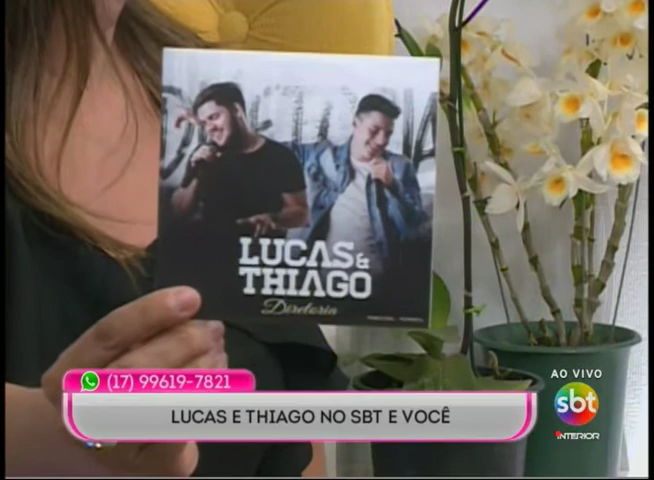 LUCAS &
THIAGO
Diretoria
(17) 99619-7821
LUCAS E THIAGO NO SBT E VOCÊ
AO VIVO
sbt
INTERIOR